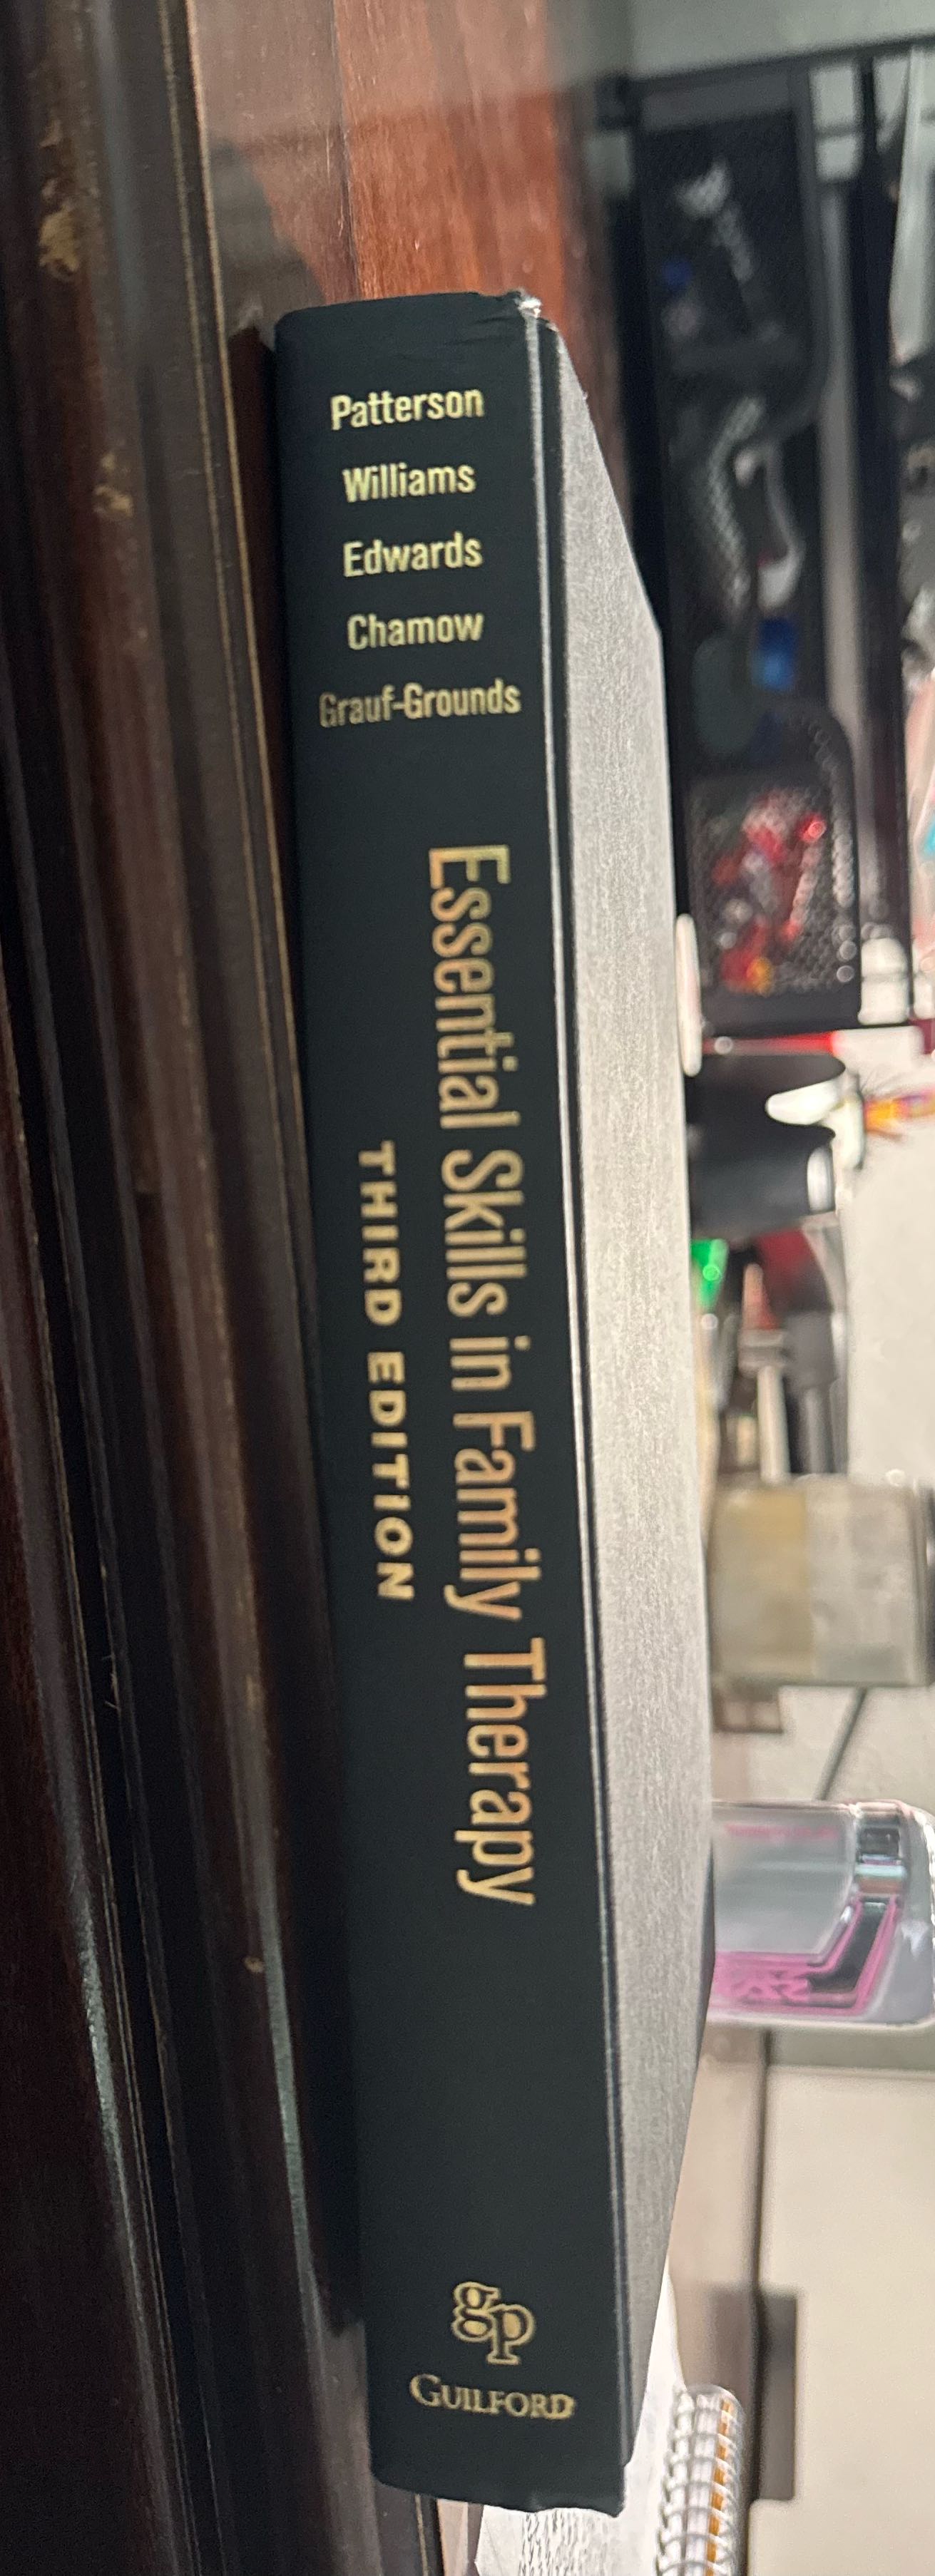 Patterson
Williams
Edwards
Chamow
Grauf-Grounds
Essential Skills in Family Therapy
THIRD EDITION
gp
GUILFORD